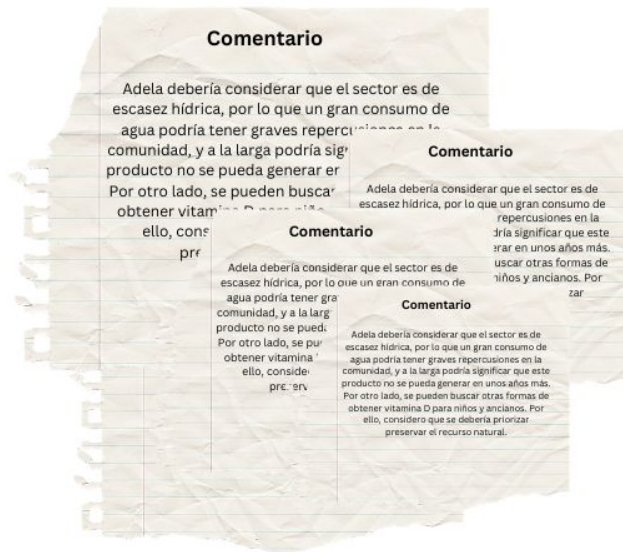 Comentario
Adela debería considerar que el sector es de
escasez hídrica, por lo que un gran consumo de
agua podría tener graves
comunidad, y a la larga podría
producto no se pueda generar
Por otro lado, se pueden
obtener
ello,
Comentario
Adela debería considerar que el sector es de
escasez hídrica, por lo que un gran consumo de
repercusiones en la
significar que este
en unos años más.
otras formas de
y ancianos. Por
Comentario
Adela debería considerar que el sector es de
escasez hídrica, por lo que un gran consumo de
agua podría tener
comunidad, y a la
producto no se
Por otro lado, se
obtener vitamina
ello,
Comentario
Adela debería considerar que el sector es de
escasez hídrica, por lo que un gran consumo de
agua podría tener graves repercusiones en la
comunidad, y a la larga podría significar que este
producto no se pueda generar en unos años más.
Por otro lado, se pueden buscar otras formas de
obtener vitamina D para niños y ancianos. Por
ello, considero que se debería priorizar
preservar el recurso natural.